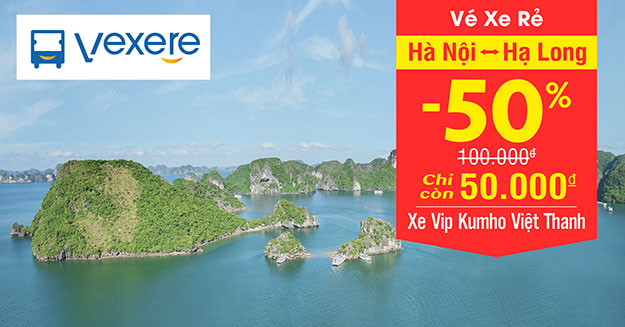 vexere
Vé Xe Rẻ
Hà Nội ↔ Hạ Long
-50%
100.000đ
Chỉ còn 50.000đ
Xe Vip Kumho Việt Thanh